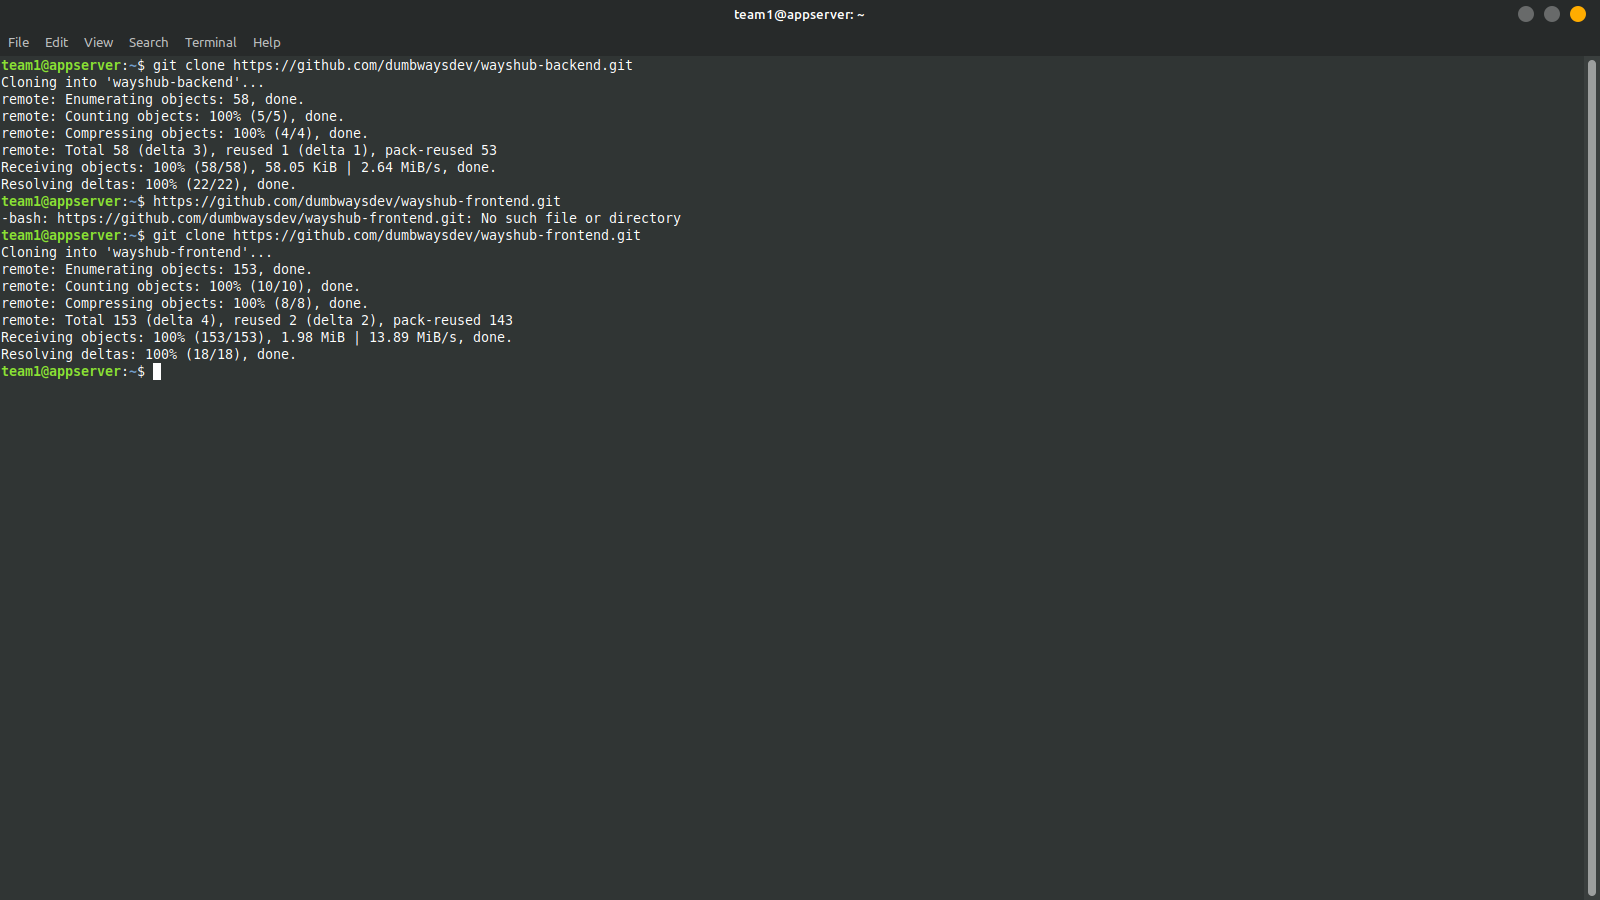 team1@appserver: ~
File Edit View Search Terminal Help
team1@appserver:~$ git clone https://github.com/dumbwaysdev/wayshub-backend.git
Cloning into 'wayshub-backend'...
remote: Enumerating objects: 58, done.
remote: Counting objects: 100% (5/5), done.
remote: Compressing objects: 100% (4/4), done.
remote: Total 58 (delta 3), reused 1 (delta 1), pack-reused 53
Receiving objects: 100% (58/58), 58.05 KiB | 2.64 MiB/s, done.
Resolving deltas: 100% (22/22), done.
team1@appserver:~$ https://github.com/dumbwaysdev/wayshub-frontend.git
-bash: https://github.com/dumbwaysdev/wayshub-frontend.git: No such file or directory
team1@appserver:~$ git clone https://github.com/dumbwaysdev/wayshub-frontend.git
Cloning into 'wayshub-frontend'...
remote: Enumerating objects: 153, done.
remote: Counting objects: 100% (10/10), done.
remote: Compressing objects: 100% (8/8), done.
remote: Total 153 (delta 4), reused 2 (delta 2), pack-reused 143
Receiving objects: 100% (153/153), 1.98 MiB | 13.89 MiB/s, done.
Resolving deltas: 100% (18/18), done.
team1@appserver:~$